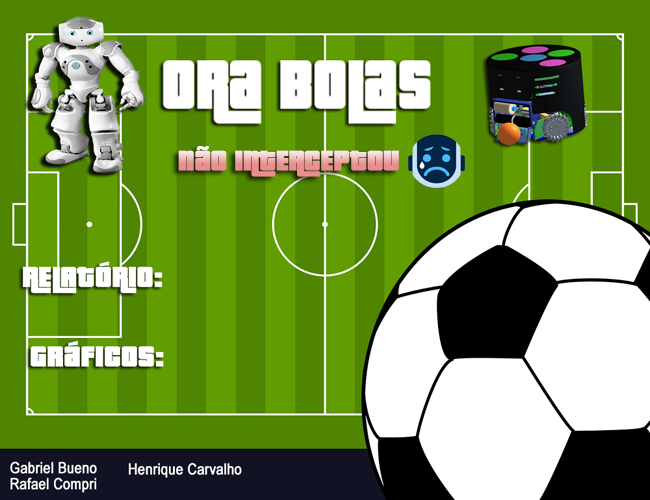 ORA BOLAS
NÃO INTERCEPTOU
RELATÓRIO:
GRÁFICOS:
Gabriel Bueno
Henrique Carvalho
Rafael Compri